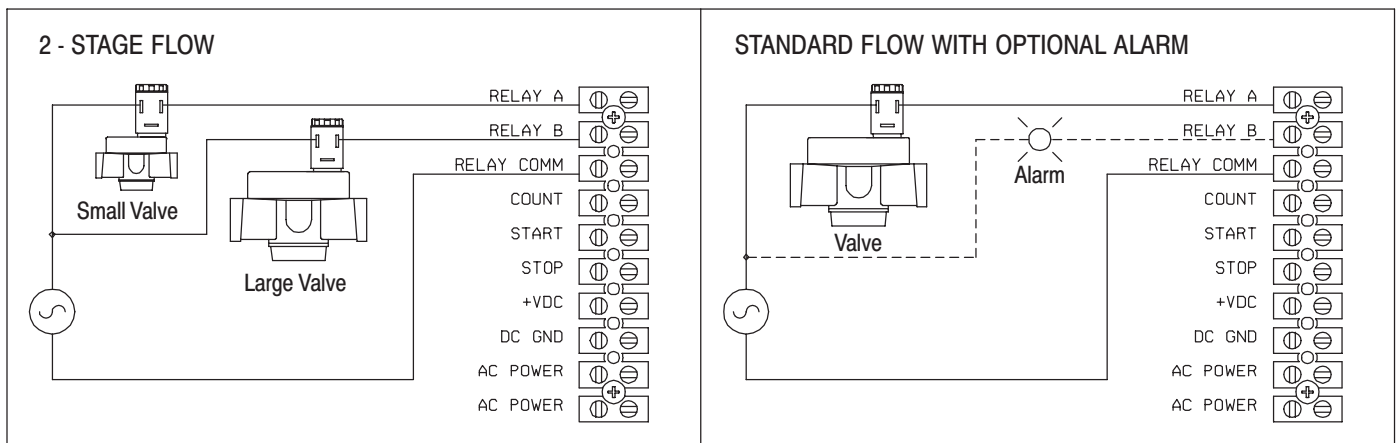 2 - STAGE FLOW
RELAY A
RELAY B
RELAY COMM
COUNT
START
STOP
+VDC
DC GND
AC POWER
AC POWER
Small Valve
Large Valve
STANDARD FLOW WITH OPTIONAL ALARM
RELAY A
RELAY B
RELAY COMM
COUNT
START
STOP
+VDC
DC GND
AC POWER
AC POWER
Alarm
Valve